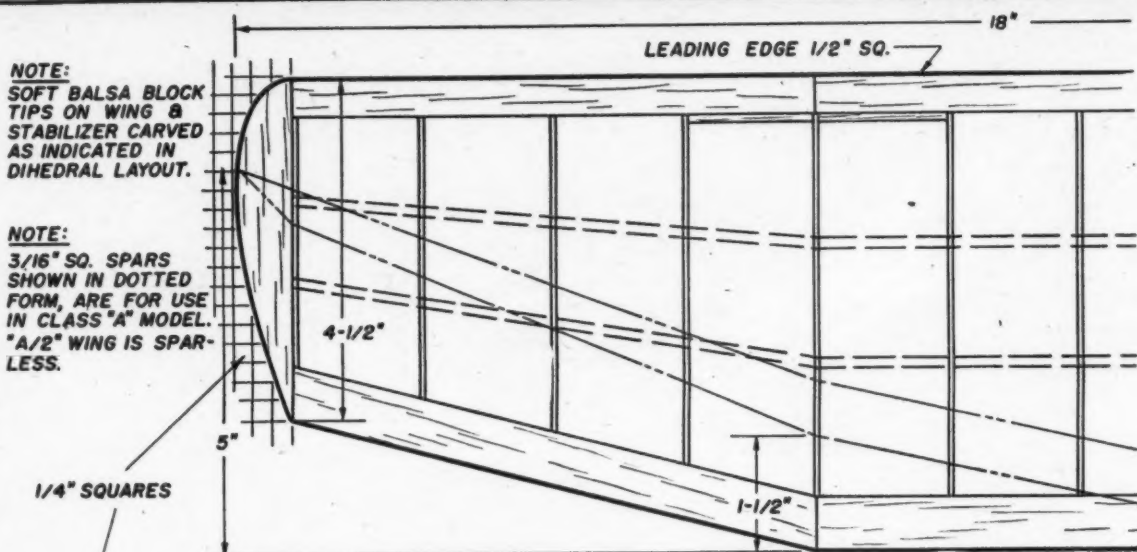 18"
LEADING EDGE 1/2" SQ.
NOTE:
SOFT BALSA BLOCK
TIPS ON WING &
STABILIZER CARVED
AS INDICATED IN
DIHEDRAL LAYOUT.
NOTE:
3/16" SQ. SPARS
SHOWN IN DOTTED
FORM, ARE FOR USE
IN CLASS "A" MODEL.
"A/2" WING IS SPAR-
LESS.
4-1/2"
5"
1-1/2"
1/4" SQUARES